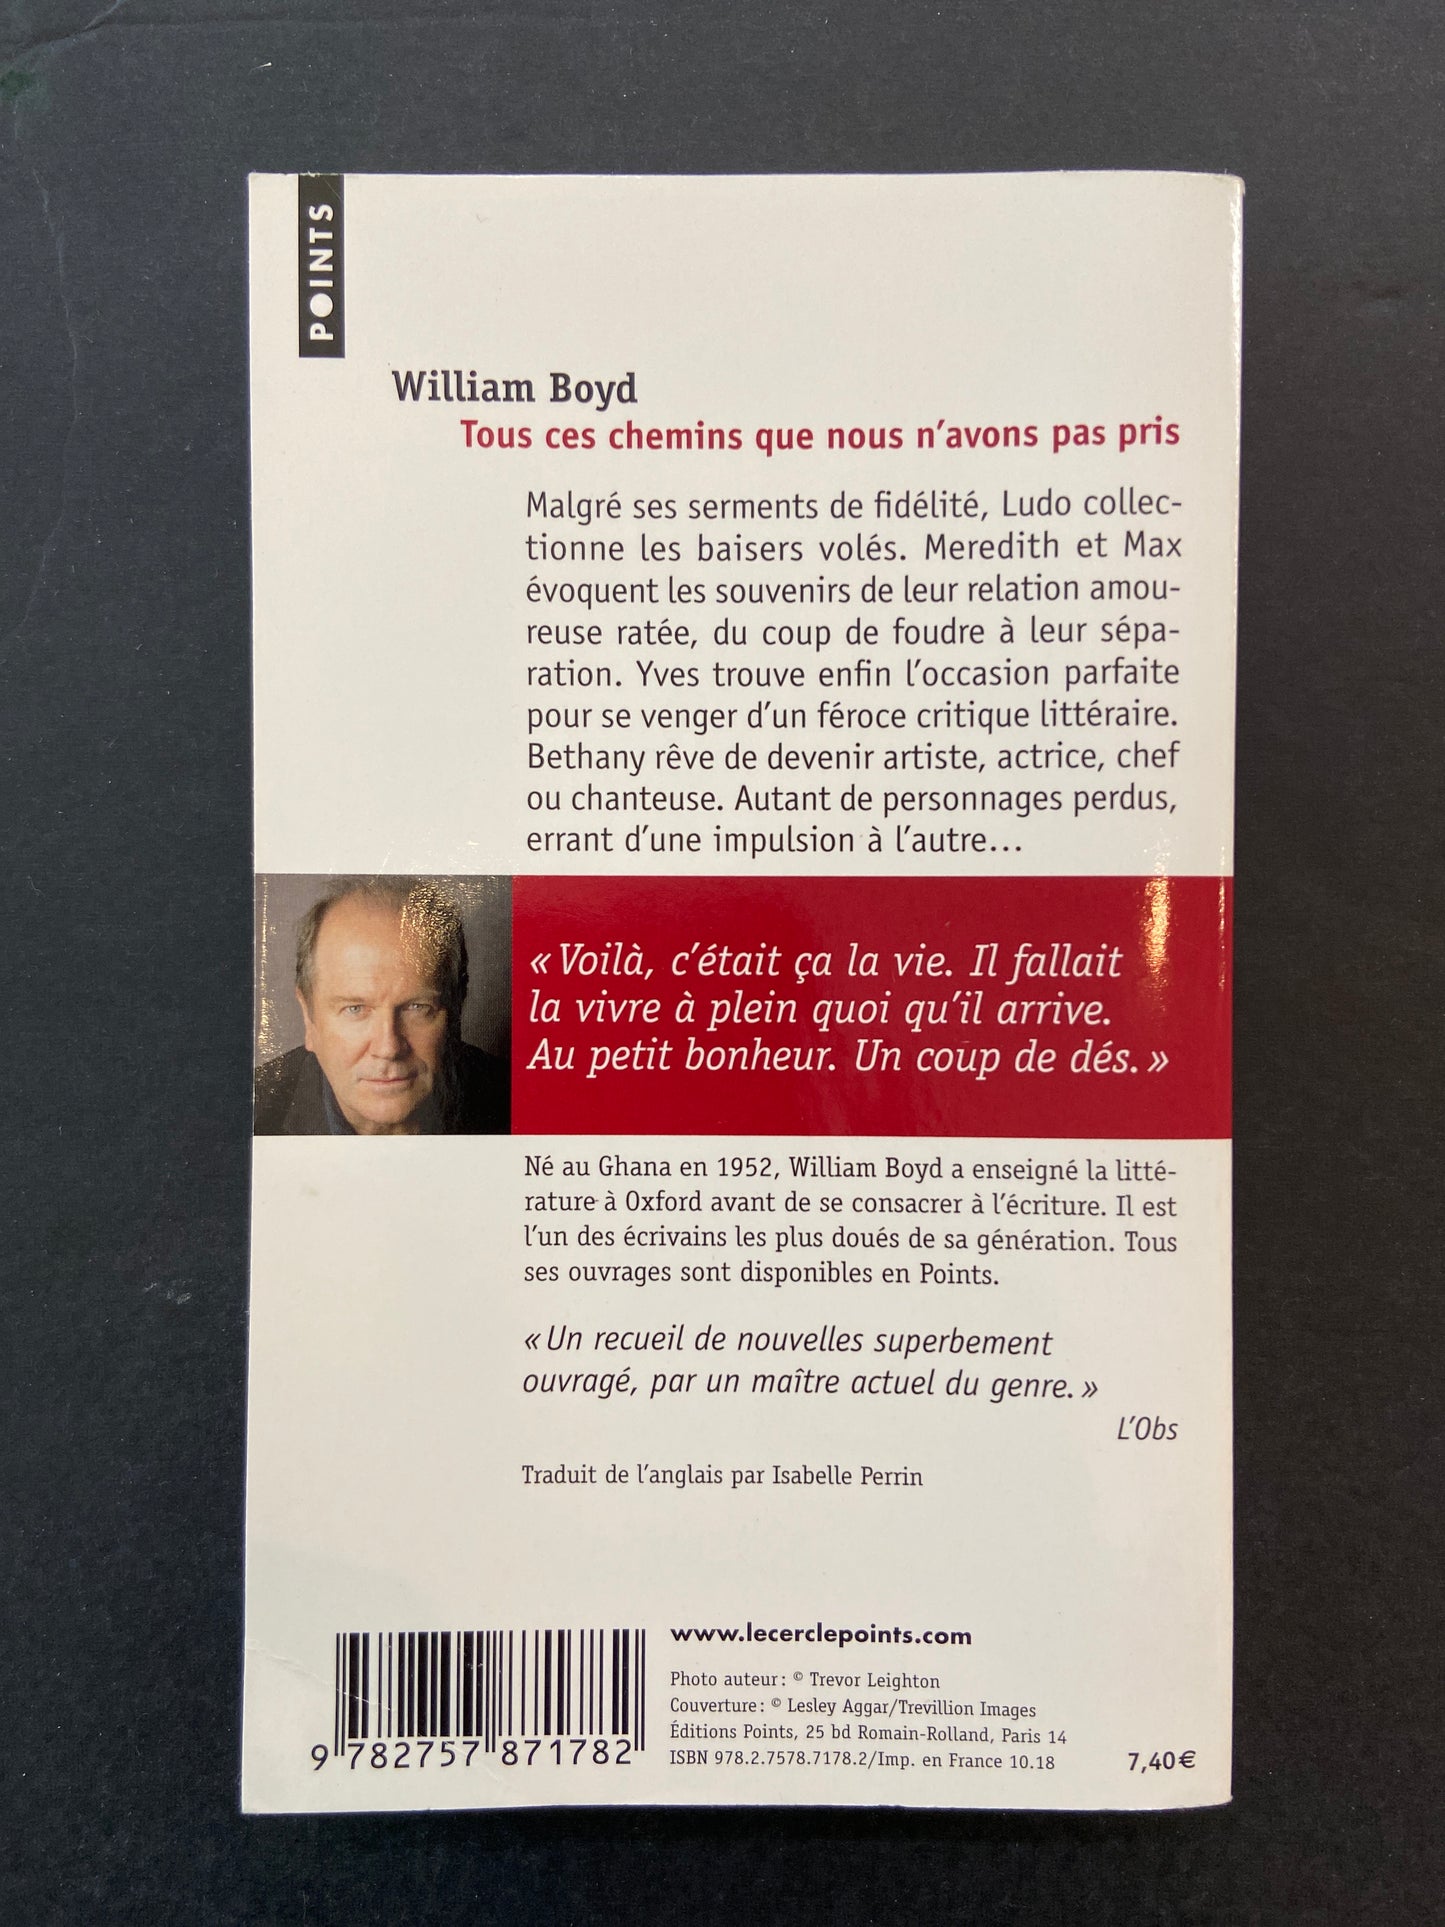 POINTS
William Boyd
Tous ces chemins que nous n'avons pas pris
Malgré ses serments de fidélité, Ludo collec-
tionne les baisers volés. Meredith et Max
évoquent les souvenirs de leur relation amou-
reuse ratée, du coup de foudre à leur sépa-
ration. Yves trouve enfin l'occasion parfaite
pour se venger d'un féroce critique littéraire.
Bethany rêve de devenir artiste, actrice, chef
ou chanteuse. Autant de personnages perdus,
errant d'une impulsion à l'autre...
« Voilà, c'était ça la vie. Il fallait
la vivre à plein quoi qu'il arrive.
Au petit bonheur. Un coup de dés. »
Né au Ghana en 1952, William Boyd a enseigné la litté-
rature à Oxford avant de se consacrer à l'écriture. Il est
l'un des écrivains les plus doués de sa génération. Tous
ses ouvrages sont disponibles en Points.
« Un recueil de nouvelles superbement
ouvragé, par un maître actuel du genre. »
L'Obs
Traduit de l'anglais par Isabelle Perrin
www.lecerclepoints.com
Photo auteur : © Trevor Leighton
Couverture : © Lesley Aggar/Trevillion Images
Éditions Points, 25 bd Romain-Rolland, Paris 14
ISBN 978.2.7578.7178.2/Imp. en France 10.18
7,40€
9 782757 871782